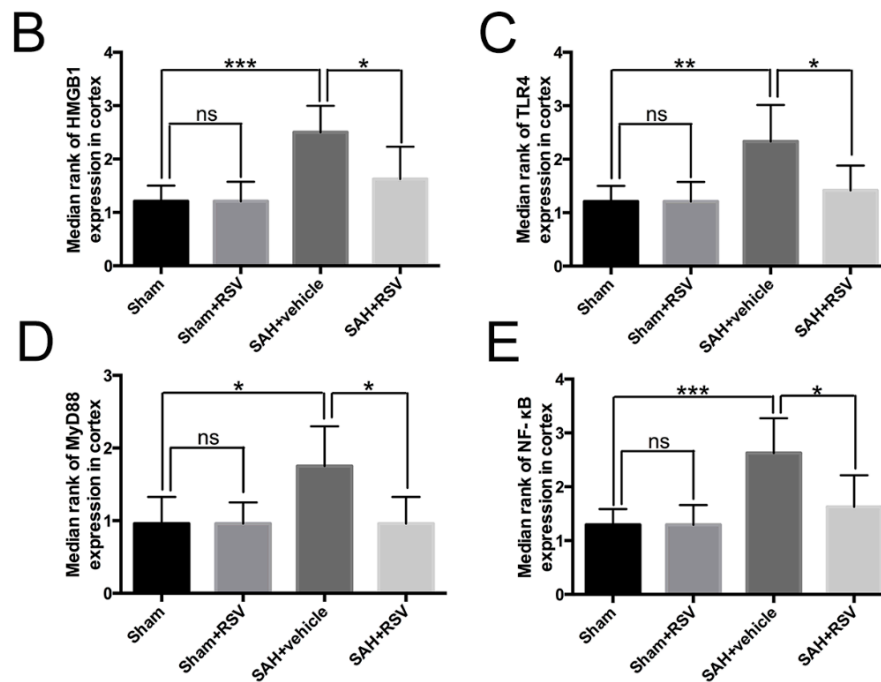 B
Median rank of HMGB1
expression in cortex
4
3
2
1
0
***
*
ns
Sham
Sham+RSV
SAH+vehicle
SAH+RSV
C
Median rank of TLR4
expression in cortex
4
3
2
1
0
**
*
ns
Sham
Sham+RSV
SAH+vehicle
SAH+RSV
D
Median rank of MyD88
expression in cortex
3
2
1
0
*
*
ns
Sham
Sham+RSV
SAH+vehicle
SAH+RSV
E
Median rank of NF-κB
expression in cortex
4
3
2
1
0
***
*
ns
Sham
Sham+RSV
SAH+vehicle
SAH+RSV